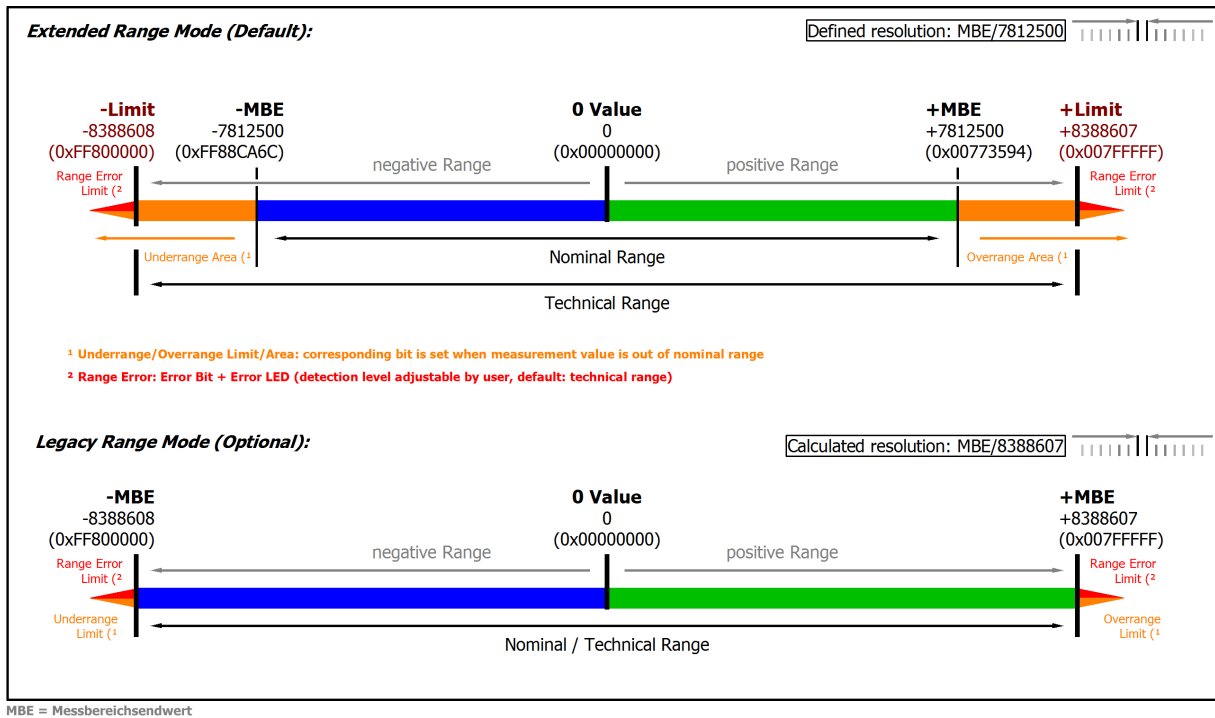 Extended Range Mode (Default):
Defined resolution: MBE/7812500
-Limit
-8388608
(0xFF800000)
-MBE
-7812500
(0xFF88CA6C)
0 Value
0
(0x00000000)
+MBE
+7812500
(0x00773594)
+Limit
+8388607
(0x007FFFFF)
negative Range
positive Range
Range Error
Limit (²
Range Error
Limit (²
Underrange Area (¹
Nominal Range
Overrange Area (¹
Technical Range
¹ Underrange/Overrange Limit/Area: corresponding bit is set when measurement value is out of nominal range
² Range Error: Error Bit + Error LED (detection level adjustable by user, default: technical range)
Legacy Range Mode (Optional):
Calculated resolution: MBE/8388607
-MBE
-8388608
(0xFF800000)
0 Value
0
(0x00000000)
+MBE
+8388607
(0x007FFFFF)
negative Range
positive Range
Range Error
Limit (²
Range Error
Limit (²
Underrange
Limit (¹
Overrange
Limit (¹
Nominal / Technical Range
MBE = Messbereichsendwert